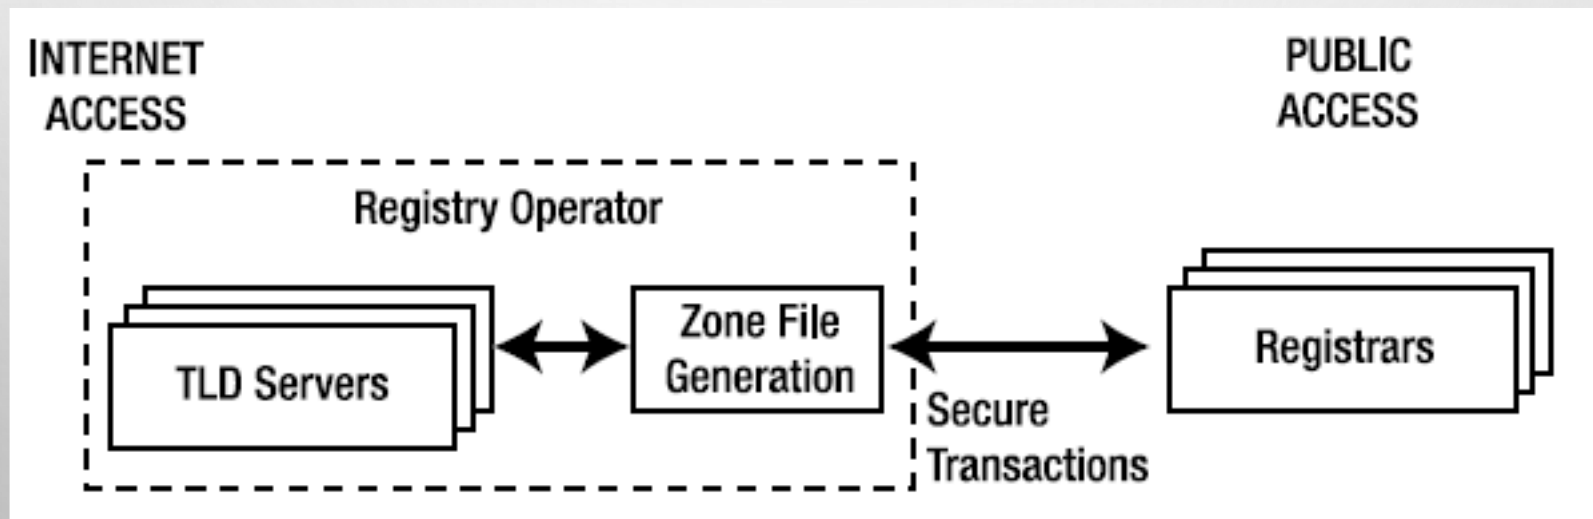 INTERNET
ACCESS
PUBLIC
ACCESS
Registry Operator
TLD Servers
Zone File
Generation
Secure
Transactions
Registrars